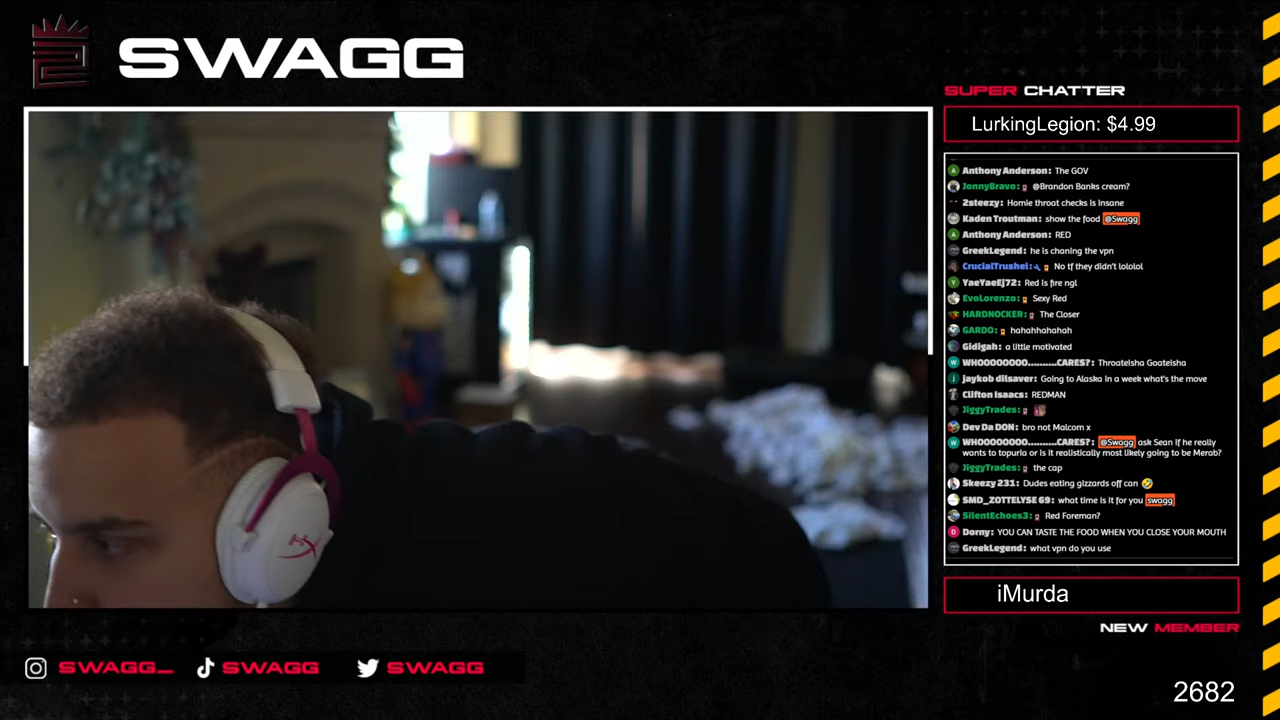 SWAGG
SUPER CHATTER
LurkingLegion: $4.99
Anthony Anderson: The GOV
JonnyBravo: @Brandon Banks cream?
2steezy: Homie throat checks is insane
Kaden Troutman: show the food @Swagg
Anthony Anderson: RED
GreekLegend: he is chaning the vpn
CrucialTrushel: No tf they didn't lololol
YaeYaeEj72: Red is fire ngl
EvoLorenzo: Sexy Red
HARDNOCKER: The Closer
GARDO: hahahhahahah
Gidigah: a little motivated
WHOOOOOOOO..........CARES?: Throateisha Goateisha
jaykob dilsaver: Going to Alaska in a week what's the move
Clifton Isaacs: REDMAN
JiggyTrades:
Dev Da DON: bro not Malcom x
WHOOOOOOOO..........CARES?: @Swagg ask Sean if he really
wants to topuria or is it realistically most likely going to be Merab?
JiggyTrades: the cap
Skeezy 231: Dudes eating gizzards off can 🤣
SMD_ZOTTELYSE 69: what time is it for you swagg
SilentEchoes3: Red Foreman?
Dorny: YOU CAN TASTE THE FOOD WHEN YOU CLOSE YOUR MOUTH
GreekLegend: what vpn do you use
iMurda
NEW MEMBER
SWAGG_ SWAGG SWAGG
2682